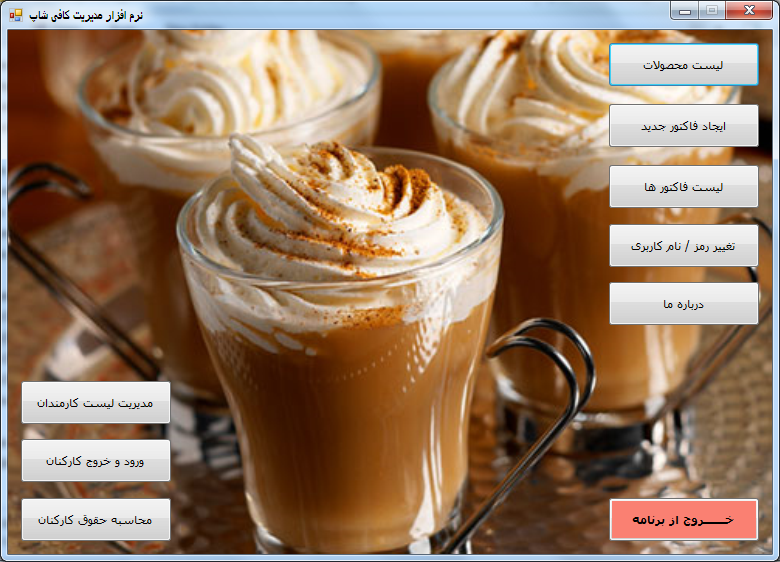 نرم افزار مدیریت کافی شاپ
لیست محصولات
ایجاد فاکتور جدید
لیست فاکتور ها
تغییر رمز / نام کاربری
درباره ما
مدیریت لیست کارمندان
ورود و خروج کارکنان
محاسبه حقوق کارکنان
خـــــروج از برنامه